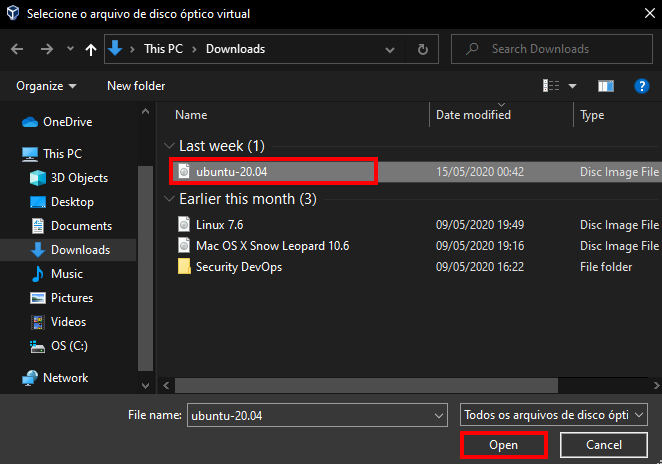 Selecione o arquivo de disco óptico virtual
This PC
Downloads
Search Downloads
Organize
New folder
Name
Date modified
Type
OneDrive
This PC
3D Objects
Desktop
Documents
Downloads
Music
Pictures
Videos
OS (C:)
Network
Last week (1)
ubuntu-20.04 15/05/2020 00:42 Disc Image File
Earlier this month (3)
Linux 7.6 09/05/2020 19:49 Disc Image File
Mac OS X Snow Leopard 10.6 09/05/2020 19:16 Disc Image File
Security DevOps 09/05/2020 16:22 File folder
File name: ubuntu-20.04
Todos os arquivos de disco ópti
Open
Cancel